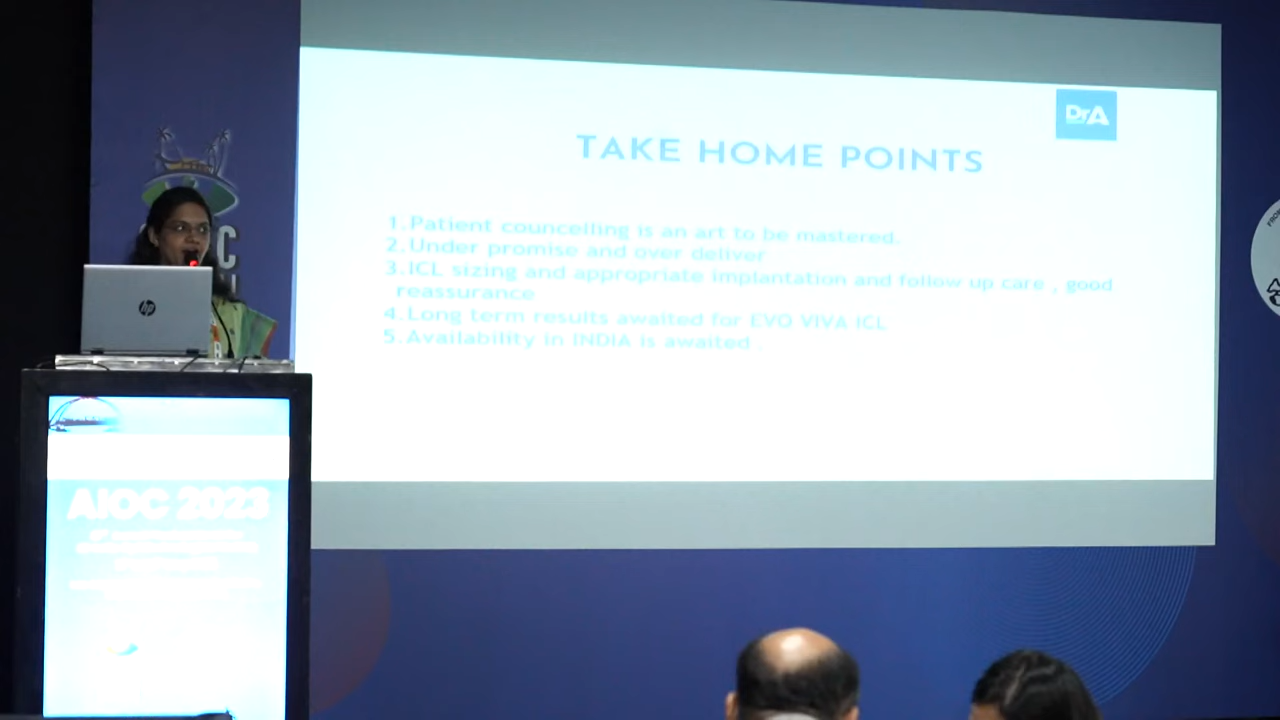 DrA
TAKE HOME POINTS
1.Patient councelling is an art to be mastered.
2.Under promise and over deliver
3.ICL sizing and appropriate implantation and follow up care , good
reassurance
4.Long term results awaited for EVO VIVA ICL
5.Availability in INDIA is awaited .
hp
AIOC 2023